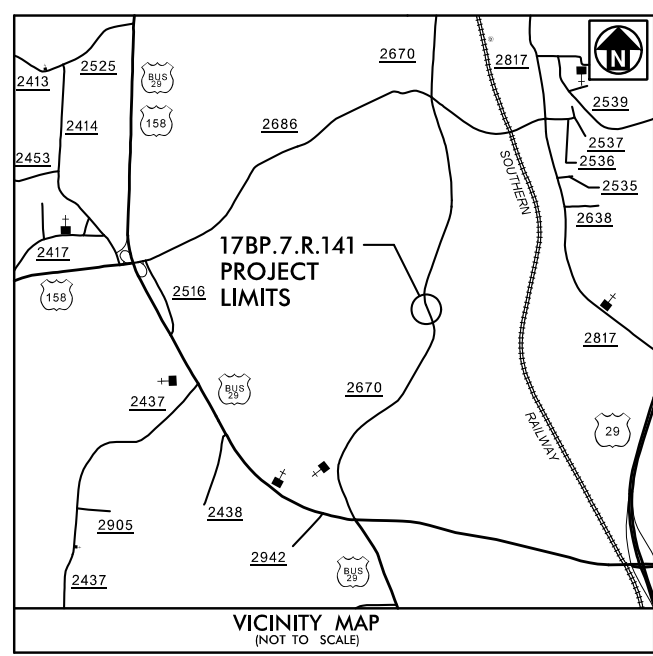 2670
2817
N
2413
2525
BUS
29
2539
2414
158
2686
2537
2453
2536
SOUTHERN
2535
2638
2417
17BP.7.R.141
PROJECT
LIMITS
158
2516
2817
2437
BUS
29
2670
29
RAILWAY
2438
2905
2942
2437
BUS
29
VICINITY MAP
(NOT TO SCALE)